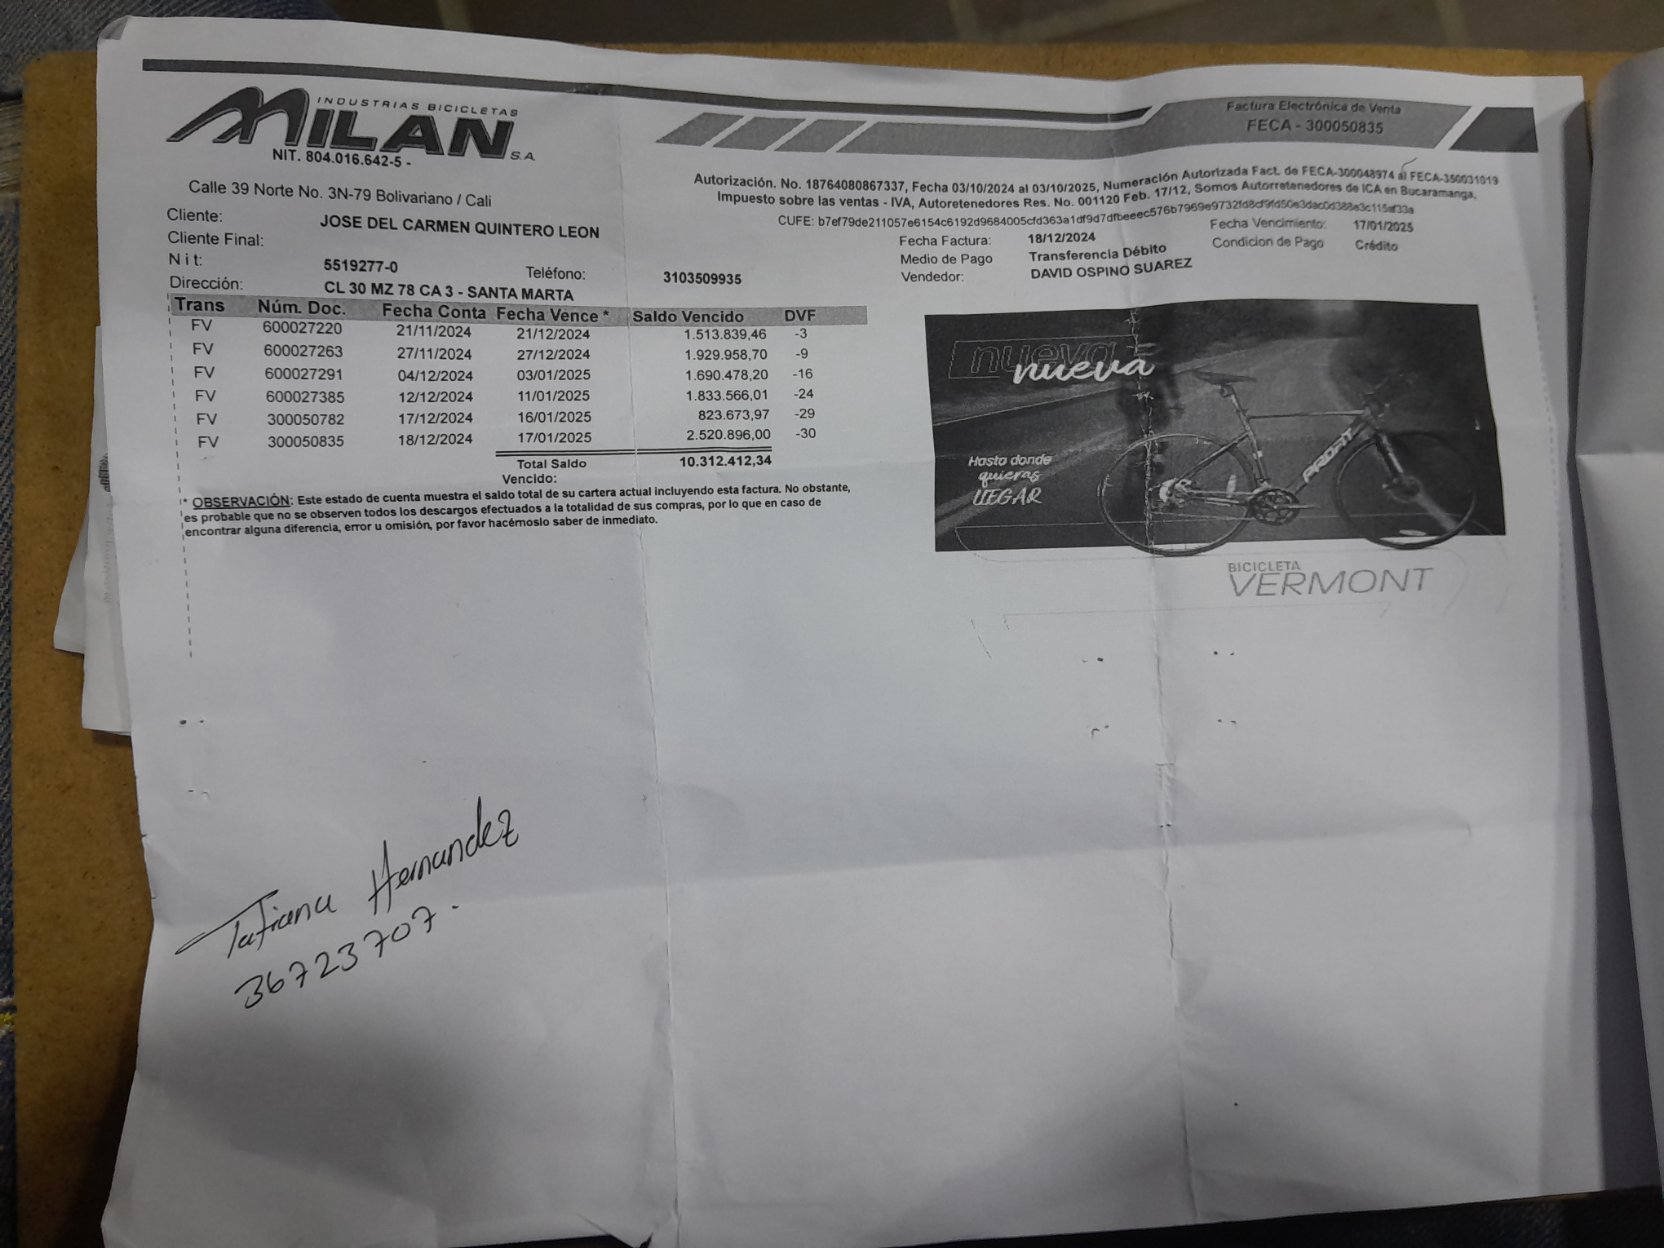 INDUSTRIAS BICICLETAS
MILAN S.A.
NIT. 804.016.642-5 -
Factura Electrónica de Venta
FECA - 300050835
Calle 39 Norte No. 3N-79 Bolivariano / Cali
Autorización. No. 18764080867337, Fecha 03/10/2024 al 03/10/2025, Numeración Autorizada Fact. de FECA-300048974 al FECA-350031019
Impuesto sobre las ventas - IVA, Autoretenedores Res. No. 001120 Feb. 17/12, Somos Autorretenedores de ICA en Bucaramanga,
CUFE:
Cliente: JOSE DEL CARMEN QUINTERO LEON
Cliente Final:
Nit: 5519277-0 Teléfono: 3103509935
Dirección: CL 30 MZ 78 CA 3 - SANTA MARTA
Fecha Factura: 18/12/2024 Fecha Vencimiento: 17/01/2025
Medio de Pago Transferencia Débito Condicion de Pago Crédito
Vendedor: DAVID OSPINO SUAREZ
Trans Núm. Doc. Fecha Conta Fecha Vence * Saldo Vencido DVF
FV 600027220 21/11/2024 21/12/2024 1.513.839,46 -3
FV 600027263 27/11/2024 27/12/2024 1.929.958,70 -9
FV 600027291 04/12/2024 03/01/2025 1.690.478,20 -16
FV 600027385 12/12/2024 11/01/2025 1.833.566,01 -24
FV 300050782 17/12/2024 16/01/2025 823.673,97 -29
FV 300050835 18/12/2024 17/01/2025 2.520.896,00 -30
Total Saldo 10.312.412,34
Vencido:
* OBSERVACIÓN: Este estado de cuenta muestra el saldo total de su cartera actual incluyendo esta factura. No obstante,
es probable que no se observen todos los descargos efectuados a la totalidad de sus compras, por lo que en caso de
encontrar alguna diferencia, error u omisión, por favor hacérnoslo saber de inmediato.
nueva
nueva
Hasta donde
quieras
LLEGAR
PROFIT
BICICLETA
VERMONT
Tatiana Hernandez
36723707.